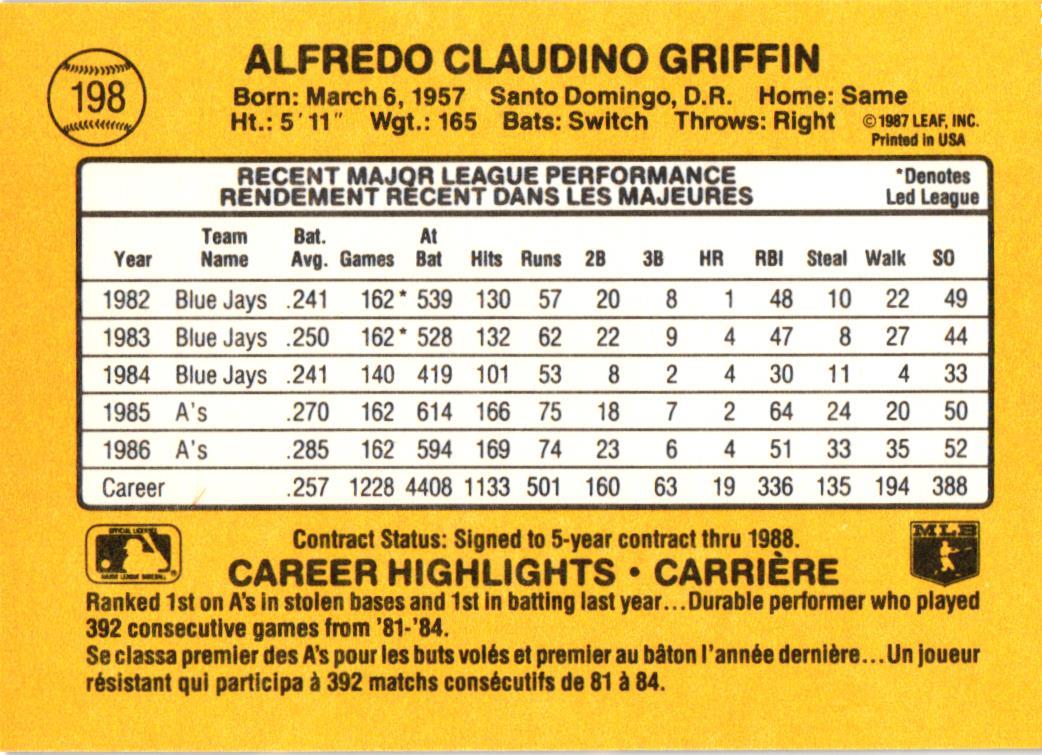 198
ALFREDO CLAUDINO GRIFFIN
Born: March 6, 1957 Santo Domingo, D.R. Home: Same
Ht.: 5' 11" Wgt.: 165 Bats: Switch Throws: Right © 1987 LEAF, INC.
Printed in USA
RECENT MAJOR LEAGUE PERFORMANCE *Denotes
RENDEMENT RÉCENT DANS LES MAJEURES Led League
Year Team Name Bat. Avg. Games At Bat Hits Runs 2B 3B HR RBI Steal Walk SO
1982 Blue Jays .241 162* 539 130 57 20 8 1 48 10 22 49
1983 Blue Jays .250 162* 528 132 62 22 9 4 47 8 27 44
1984 Blue Jays .241 140 419 101 53 8 2 4 30 11 4 33
1985 A's .270 162 614 166 75 18 7 2 64 24 20 50
1986 A's .285 162 594 169 74 23 6 4 51 33 35 52
Career .257 1228 4408 1133 501 160 63 19 336 135 194 388
OFFICIAL LICENSEE
MAJOR LEAGUE BASEBALL
MLB
Contract Status: Signed to 5-year contract thru 1988.
CAREER HIGHLIGHTS • CARRIÈRE
Ranked 1st on A's in stolen bases and 1st in batting last year...Durable performer who played
392 consecutive games from '81-'84.
Se classa premier des A's pour les buts volés et premier au bâton l'année dernière...Un joueur
résistant qui participa à 392 matchs consécutifs de 81 à 84.